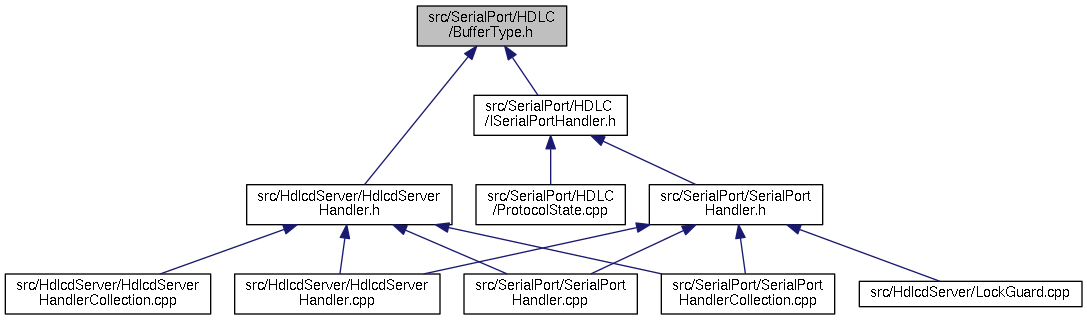 src/SerialPort/HDLC
/BufferType.h
src/SerialPort/HDLC
/ISerialPortHandler.h
src/HdlcdServer/HdlcdServer
Handler.h
src/SerialPort/HDLC
/ProtocolState.cpp
src/SerialPort/SerialPort
Handler.h
src/HdlcdServer/HdlcdServer
HandlerCollection.cpp
src/HdlcdServer/HdlcdServer
Handler.cpp
src/SerialPort/SerialPort
Handler.cpp
src/SerialPort/SerialPort
HandlerCollection.cpp
src/HdlcdServer/LockGuard.cpp